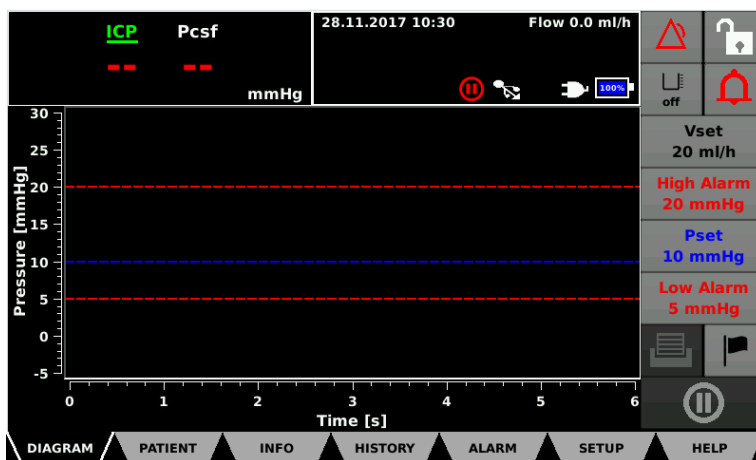 ICP Pcsf
-- --
mmHg
28.11.2017 10:30 Flow 0.0 ml/h
100%
off
Vset
20 ml/h
High Alarm
20 mmHg
Pset
10 mmHg
Low Alarm
5 mmHg
Pressure [mmHg]
30
25
20
15
10
5
0
-5
0 1 2 3 4 5 6
Time [s]
DIAGRAM PATIENT INFO HISTORY ALARM SETUP HELP